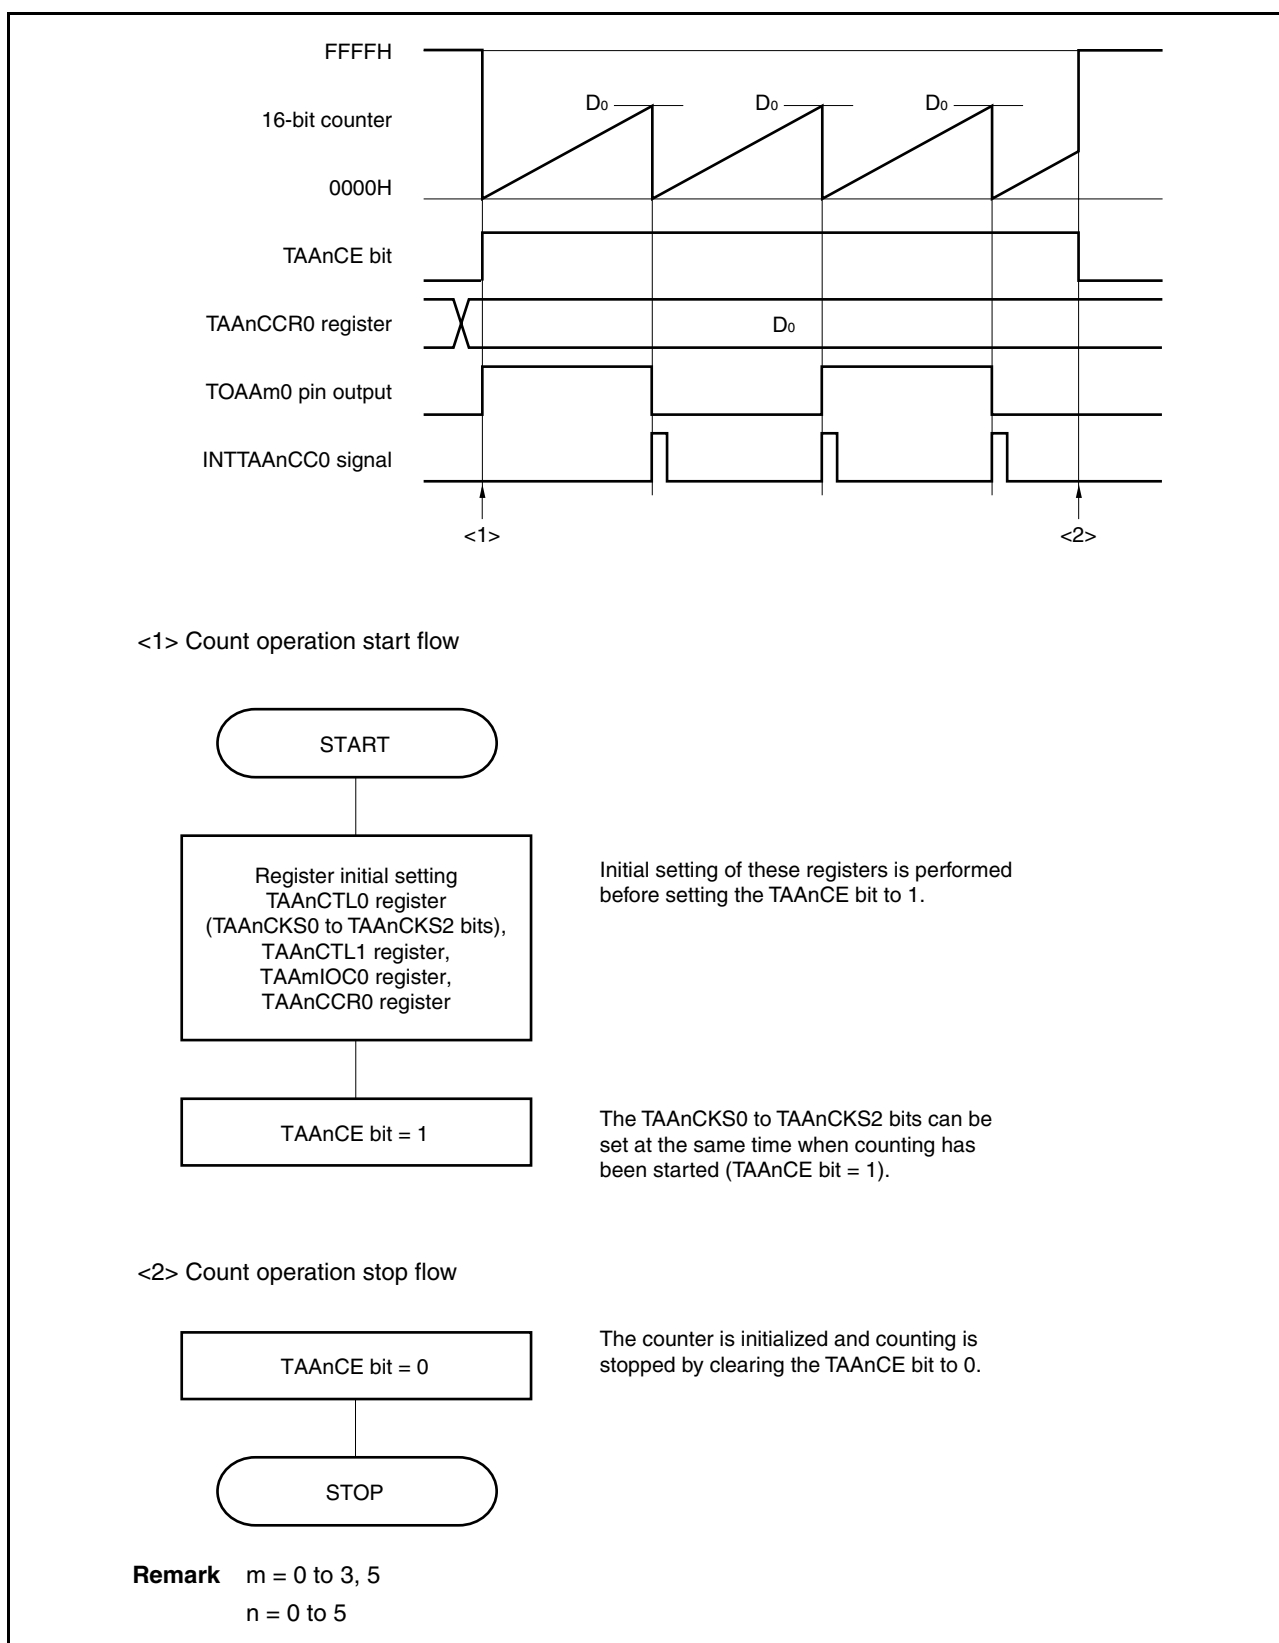 FFFFH
D0 D0 D0
16-bit counter
0000H
TAAnCE bit
TAAnCCR0 register
D0
TOAAm0 pin output
INTTAAnCC0 signal
<1> <2>
<1> Count operation start flow
START
Register initial setting
TAAnCTL0 register
(TAAnCKS0 to TAAnCKS2 bits),
TAAnCTL1 register,
TAAmIOC0 register,
TAAnCCR0 register
Initial setting of these registers is performed
before setting the TAAnCE bit to 1.
TAAnCE bit = 1
The TAAnCKS0 to TAAnCKS2 bits can be
set at the same time when counting has
been started (TAAnCE bit = 1).
<2> Count operation stop flow
TAAnCE bit = 0
The counter is initialized and counting is
stopped by clearing the TAAnCE bit to 0.
STOP
Remark m = 0 to 3, 5
n = 0 to 5